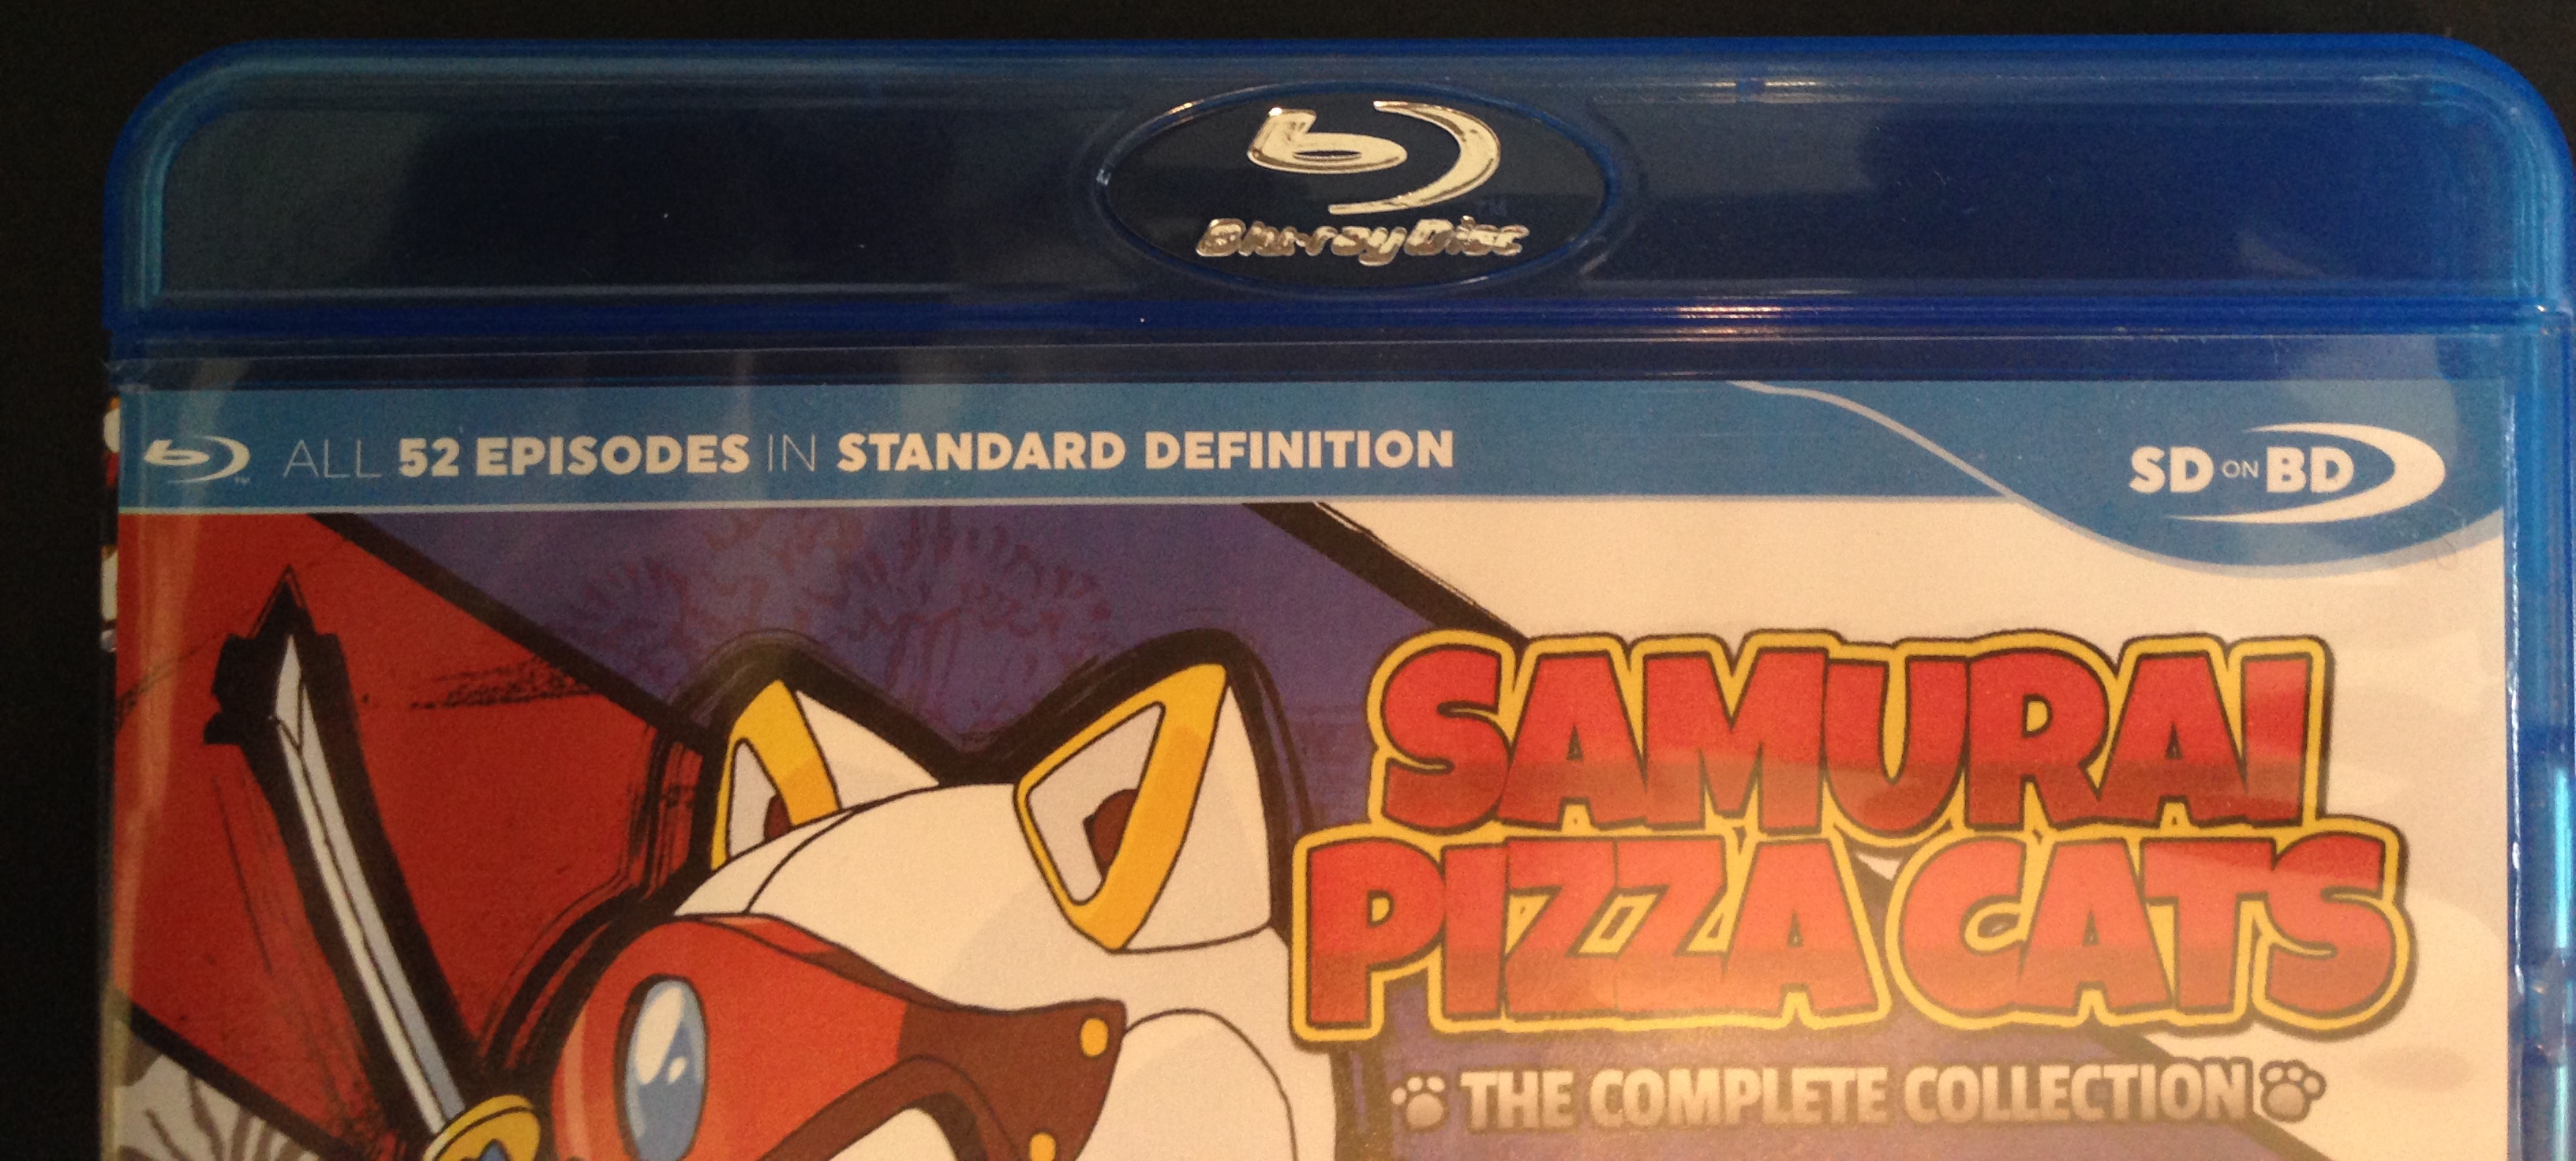 Blu-ray Disc
ALL 52 EPISODES IN STANDARD DEFINITION
SD ON BD
SAMURAI
PIZZA CATS
THE COMPLETE COLLECTION